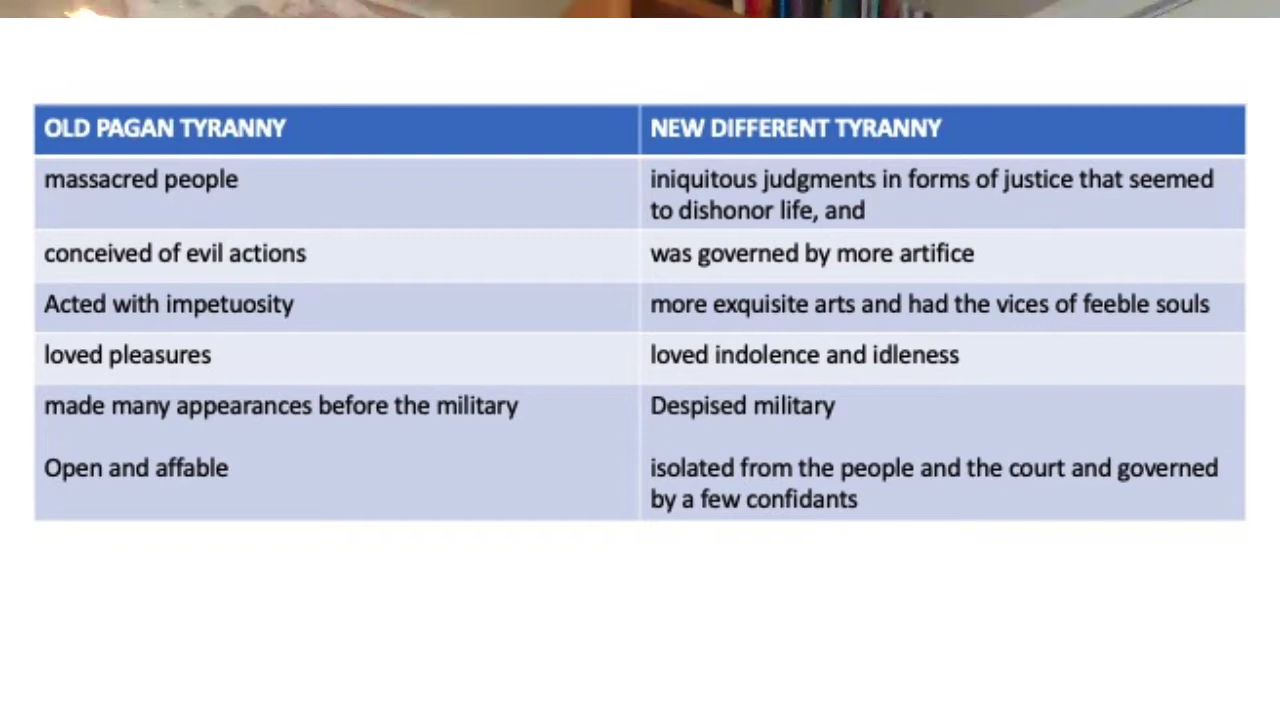 OLD PAGAN TYRANNY
NEW DIFFERENT TYRANNY
massacred people
iniquitous judgments in forms of justice that seemed
to dishonor life, and
conceived of evil actions
was governed by more artifice
Acted with impetuosity
more exquisite arts and had the vices of feeble souls
loved pleasures
loved indolence and idleness
made many appearances before the military
Despised military
Open and affable
isolated from the people and the court and governed
by a few confidants